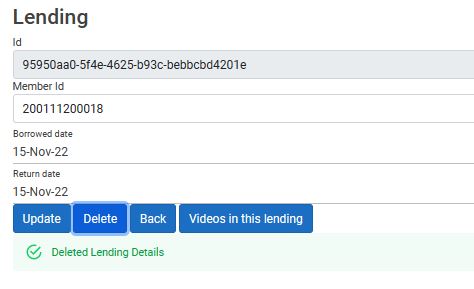 Lending
Id
95950aa0-5f4e-4625-b93c-bebbcbd4201e
Member Id
200111200018
Borrowed date
15-Nov-22
Return date
15-Nov-22
Update Delete Back Videos in this lending
Deleted Lending Details